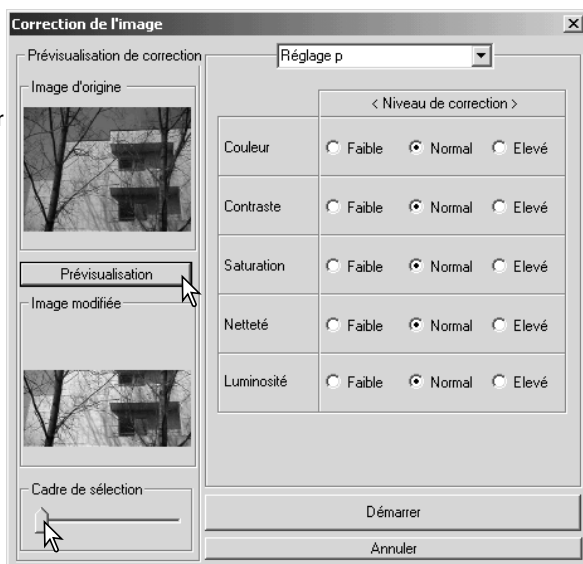 Correction de l'image
Prévisualisation de correction
Réglage p
Image d'origine
r
Prévisualisation
Image modifiée
Cadre de sélection
< Niveau de correction >
Couleur Faible Normal Elevé
Contraste Faible Normal Elevé
Saturation Faible Normal Elevé
Netteté Faible Normal Elevé
Luminosité Faible Normal Elevé
Démarrer
Annuler